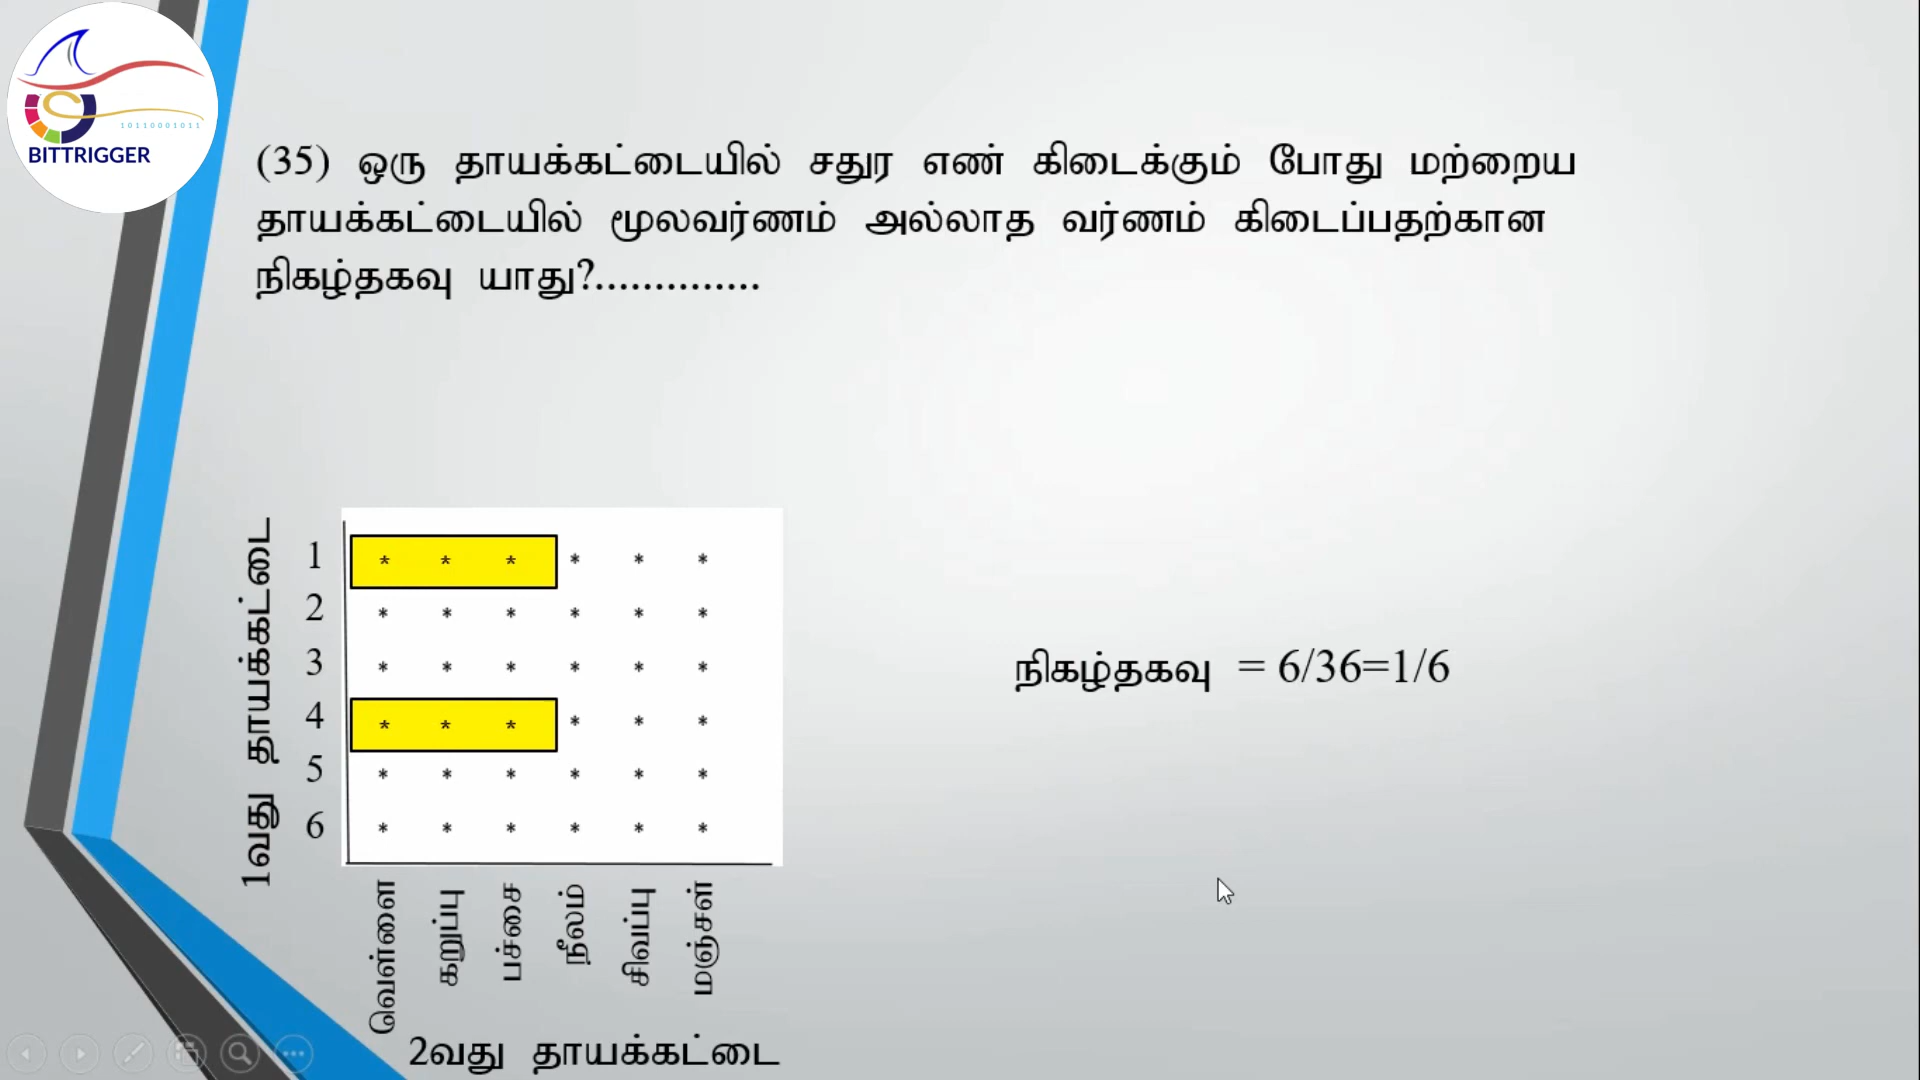 10110001011
BITTRIGGER
(35) ஒரு தாயக்கட்டையில் சதுர எண் கிடைக்கும் போது மற்றைய
தாயக்கட்டையில் மூலவர்ணம் அல்லாத வர்ணம் கிடைப்பதற்கான
நிகழ்தகவு யாது?..............
1வது தாயக்கட்டை
1 * * * * * *
2 * * * * * *
3 * * * * * *
4 * * * * * *
5 * * * * * *
6 * * * * * *
வெள்ளை கறுப்பு பச்சை நீலம் சிவப்பு மஞ்சள்
2வது தாயக்கட்டை
நிகழ்தகவு = 6/36=1/6